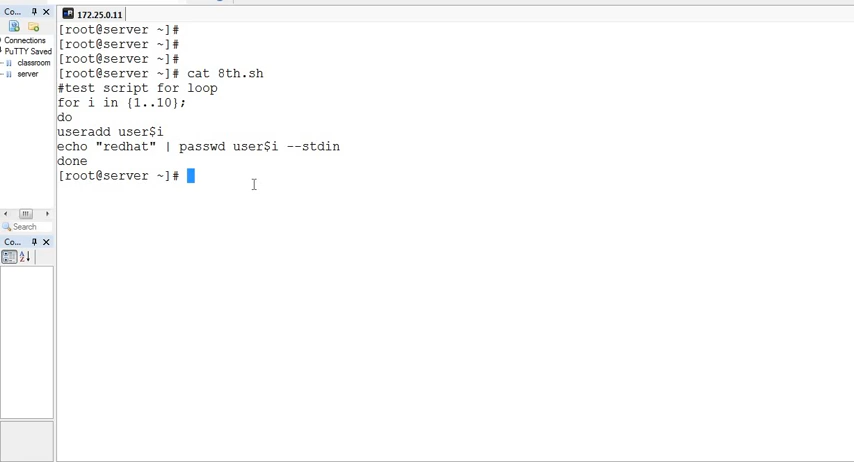 Co...
Connections
PuTTY Saved
classroom
server
Search
Co...
172.25.0.11
[root@server ~]#
[root@server ~]#
[root@server ~]#
[root@server ~]# cat 8th.sh
#test script for loop
for i in {1..10};
do
useradd user$i
echo "redhat" | passwd user$i --stdin
done
[root@server ~]#